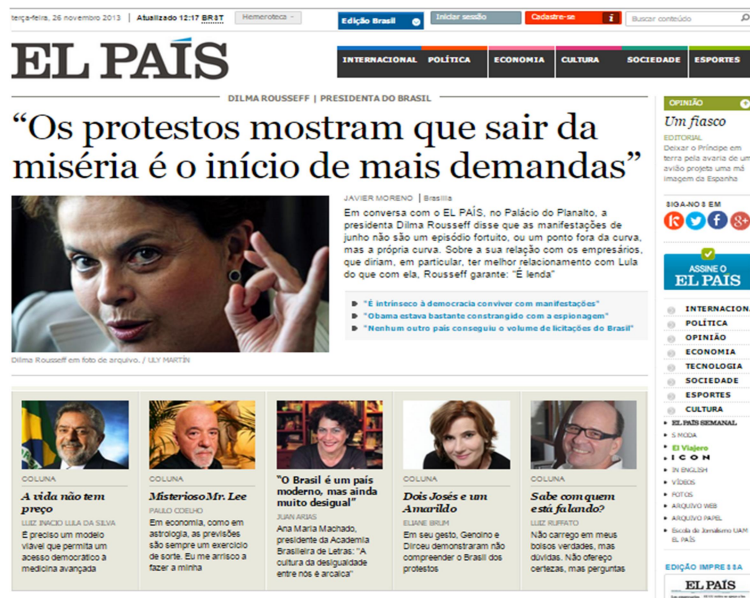 terça-feira, 26 novembro 2013 | Atualizado 12:17 BRST
Hemeroteca
Edição Brasil
Iniciar sessão
Cadastre-se
i
Buscar conteúdo
EL PAÍS
INTERNACIONAL POLÍTICA ECONOMIA CULTURA SOCIEDADE ESPORTES
DILMA ROUSSEFF | PRESIDENTA DO BRASIL
“Os protestos mostram que sair da
miséria é o início de mais demandas”
JAVIER MORENO | Brasília
Em conversa com o EL PAÍS, no Palácio do Planalto, a
presidenta Dilma Rousseff disse que as manifestações de
junho não são um episódio fortuito, ou um ponto fora da curva,
mas a própria curva. Sobre a sua relação com os empresários,
que diriam, em particular, ter melhor relacionamento com Lula
do que com ela, Rousseff garante: "É lenda"
"É intrínseco à democracia conviver com manifestações"
"Obama estava bastante constrangido com a espionagem"
"Nenhum outro país conseguiu o volume de licitações do Brasil"
Dilma Rousseff em foto de arquivo. / ULY MARTÍN
COLUNA
A vida não tem
preço
LUIZ INACIO LULA DA SILVA
É preciso um modelo
viável que permita um
acesso democrático à
medicina avançada
COLUNA
Misterioso Mr. Lee
PAULO COELHO
Em economia, como em
astrologia, as previsões
são sempre um exercício
de sorte. Eu me arrisco a
fazer a minha
"O Brasil é um país
moderno, mas ainda
muito desigual"
JUAN ARIAS
Ana Maria Machado,
presidente da Academia
Brasileira de Letras: "A
cultura da desigualdade
entre nós é arcaica"
COLUNA
Dois Josés e um
Amarildo
ELIANE BRUM
Em seu gesto, Genoino e
Dirceu demonstraram não
compreender o Brasil dos
protestos
COLUNA
Sabe com quem
está falando?
LUIZ RUFFATO
Não carrego em meus
bolsos verdades, mas
dúvidas. Não ofereço
certezas, mas perguntas
OPINIÃO
Um fiasco
EDITORIAL
Deixar o Príncipe em
terra pela avaria de um
avião projeta uma má
imagem da Espanha
SIGA-NOS EM
ASSINE O
EL PAÍS
INTERNACION
POLÍTICA
OPINIÃO
ECONOMIA
TECNOLOGIA
SOCIEDADE
ESPORTES
CULTURA
EL PAÍS SEMANAL
S MODA
El Viajero
ICON
IN ENGLISH
VÍDEOS
FOTOS
ARQUIVO WEB
ARQUIVO PAPEL
Escola de Jornalismo UAM
EL PAÍS
EDIÇÃO IMPRESSA
EL PAÍS